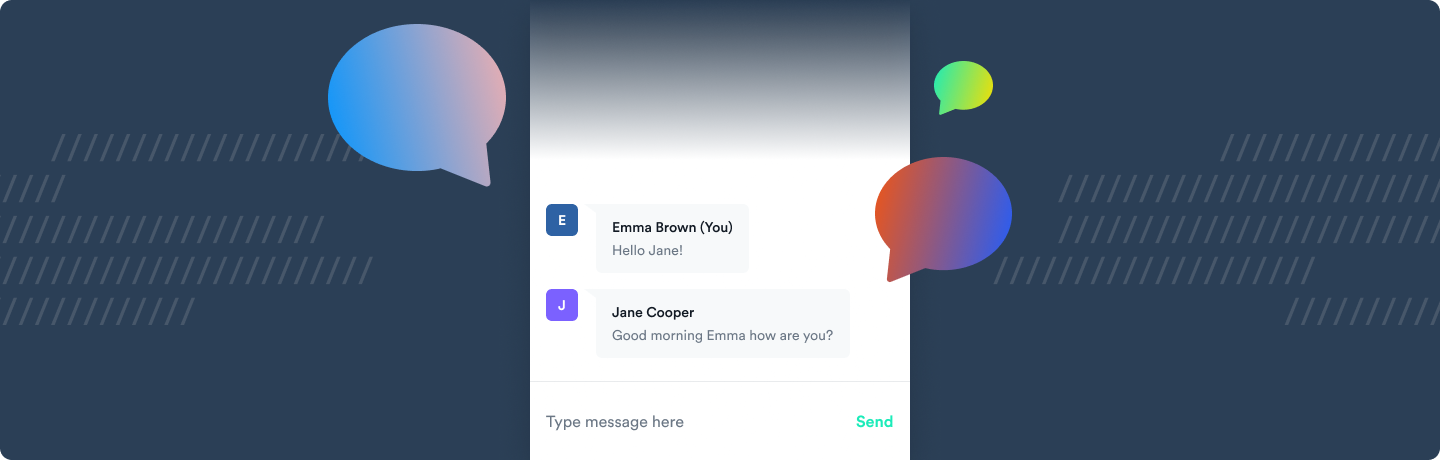 E
Emma Brown (You)
Hello Jane!
J
Jane Cooper
Good morning Emma how are you?
Type message here
Send